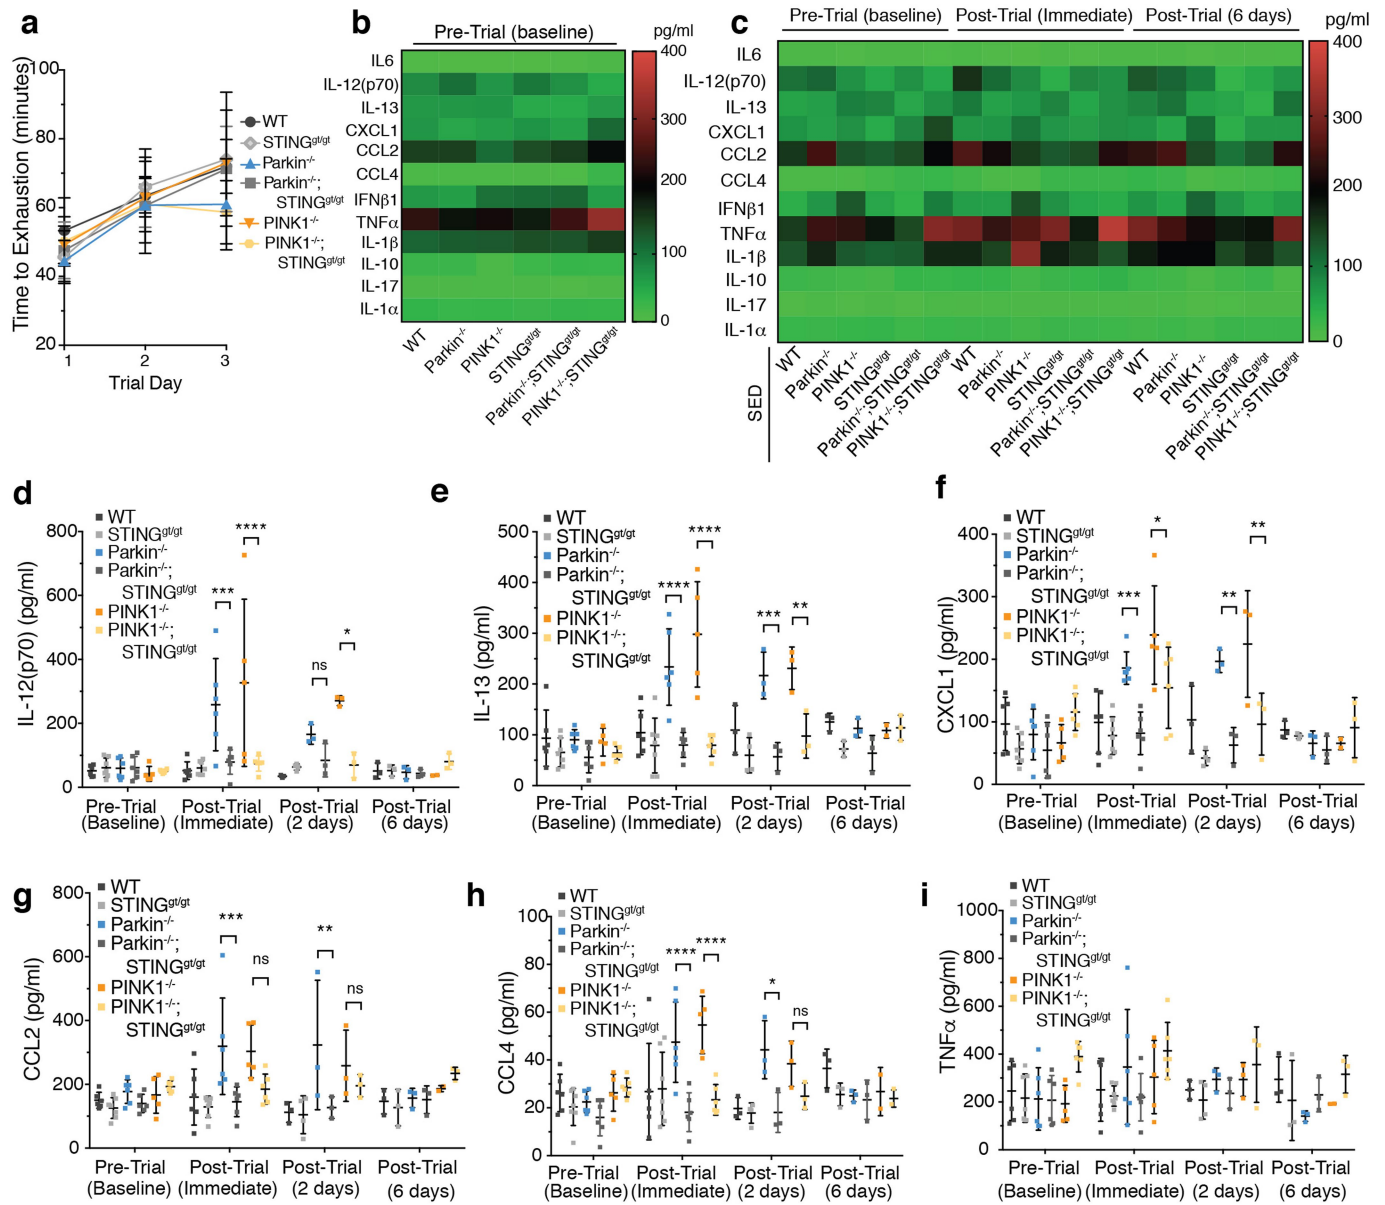 a
Time to Exhaustion (minutes)
100
80
60
40
20
1 2 3
Trial Day
WT
STINGgt/gt
Parkin-/-
Parkin-/-;
STINGgt/gt
PINK1-/-
PINK1-/-;
STINGgt/gt
b
Pre-Trial (baseline)
pg/ml
IL6
IL-12(p70)
IL-13
CXCL1
CCL2
CCL4
IFNβ1
TNFα
IL-1β
IL-10
IL-17
IL-1α
400
300
200
100
0
WT
Parkin-/-
PINK1-/-
STINGgt/gt
Parkin-/-;STINGgt/gt
PINK1-/-;STINGgt/gt
c
Pre-Trial (baseline) Post-Trial (Immediate) Post-Trial (6 days)
pg/ml
IL6
IL-12(p70)
IL-13
CXCL1
CCL2
CCL4
IFNβ1
TNFα
IL-1β
IL-10
IL-17
IL-1α
400
300
200
100
0
SED
WT
Parkin-/-
PINK1-/-
STINGgt/gt
Parkin-/-;STINGgt/gt
PINK1-/-;STINGgt/gt
WT
Parkin-/-
PINK1-/-
STINGgt/gt
Parkin-/-;STINGgt/gt
PINK1-/-;STINGgt/gt
WT
Parkin-/-
PINK1-/-
STINGgt/gt
Parkin-/-;STINGgt/gt
PINK1-/-;STINGgt/gt
d
IL-12(p70) (pg/ml)
800
600
400
200
0
WT
STINGgt/gt
Parkin-/-
Parkin-/-;
STINGgt/gt
PINK1-/-
PINK1-/-;
STINGgt/gt
***
****
ns
*
Pre-Trial Post-Trial Post-Trial Post-Trial
(Baseline) (Immediate) (2 days) (6 days)
e
IL-13 (pg/ml)
500
400
300
200
100
0
WT
STINGgt/gt
Parkin-/-
Parkin-/-;
STINGgt/gt
PINK1-/-
PINK1-/-;
STINGgt/gt
****
****
***
**
Pre-Trial Post-Trial Post-Trial Post-Trial
(Baseline) (Immediate) (2 days) (6 days)
f
CXCL1 (pg/ml)
400
300
200
100
0
WT
STINGgt/gt
Parkin-/-
Parkin-/-;
STINGgt/gt
PINK1-/-
PINK1-/-;
STINGgt/gt
***
*
**
**
Pre-Trial Post-Trial Post-Trial Post-Trial
(Baseline) (Immediate) (2 days) (6 days)
g
CCL2 (pg/ml)
800
600
400
200
0
WT
STINGgt/gt
Parkin-/-
Parkin-/-;
STINGgt/gt
PINK1-/-
PINK1-/-;
STINGgt/gt
***
ns
**
ns
Pre-Trial Post-Trial Post-Trial Post-Trial
(Baseline) (Immediate) (2 days) (6 days)
h
CCL4 (pg/ml)
100
80
60
40
20
0
WT
STINGgt/gt
Parkin-/-
Parkin-/-;
STINGgt/gt
PINK1-/-
PINK1-/-;
STINGgt/gt
****
****
*
ns
Pre-Trial Post-Trial Post-Trial Post-Trial
(Baseline) (Immediate) (2 days) (6 days)
i
TNFα (pg/ml)
1000
800
600
400
200
0
WT
STINGgt/gt
Parkin-/-
Parkin-/-;
STINGgt/gt
PINK1-/-
PINK1-/-;
STINGgt/gt
Pre-Trial Post-Trial Post-Trial Post-Trial
(Baseline) (Immediate) (2 days) (6 days)